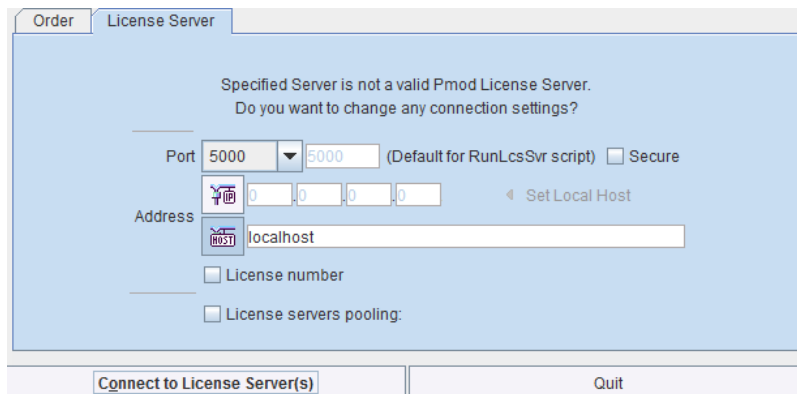 Order
License Server
Specified Server is not a valid Pmod License Server.
Do you want to change any connection settings?
Port 5000 5000 (Default for RunLcsSvr script) Secure
IP 0 .0 .0 .0 Set Local Host
Address
HOST localhost
License number
License servers pooling:
Connect to License Server(s)
Quit